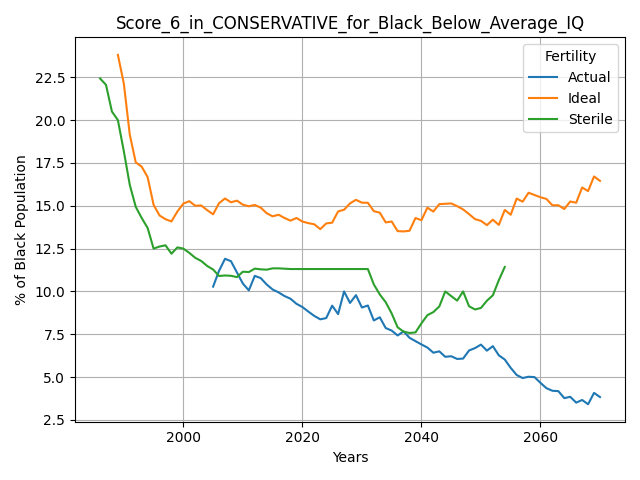 Score_6_in_CONSERVATIVE_for_Black_Below_Average_IQ
Fertility
Actual
Ideal
Sterile
% of Black Population
22.5
20.0
17.5
15.0
12.5
10.0
7.5
5.0
2.5
2000
2020
2040
2060
Years